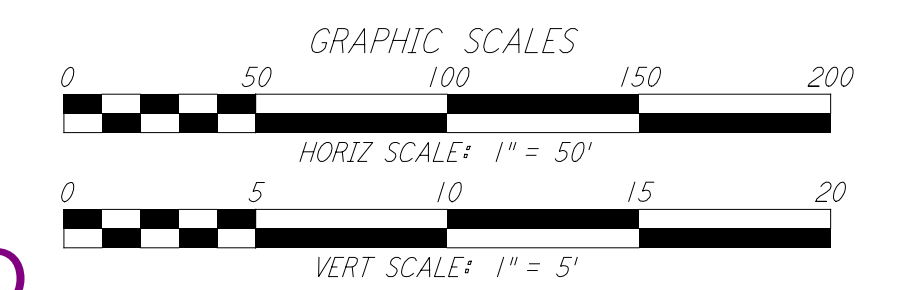 GRAPHIC SCALES
0 50 100 150 200
HORIZ SCALE: 1" = 50'
0 5 10 15 20
VERT SCALE: 1" = 5'